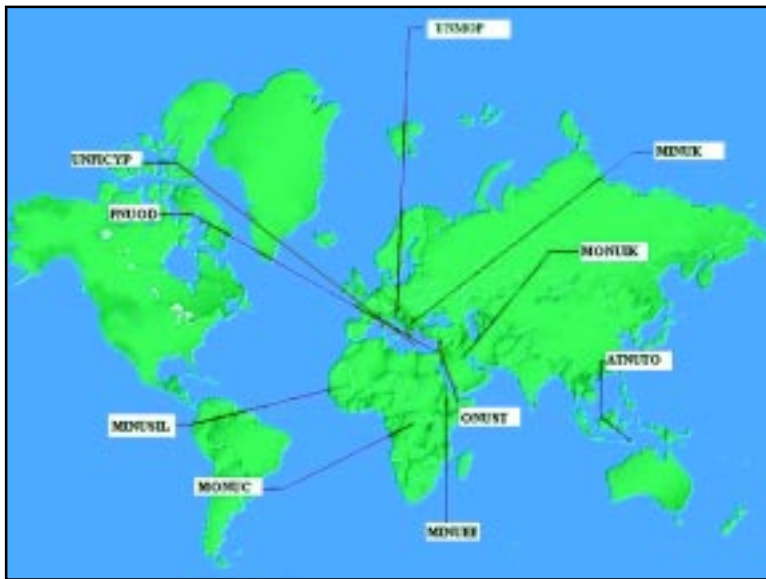 UNMOP
UNFICYP
MINUK
FNUOD
MONUIK
ATNUTO
MINUSIL
ONUST
MONUC
MINUEE